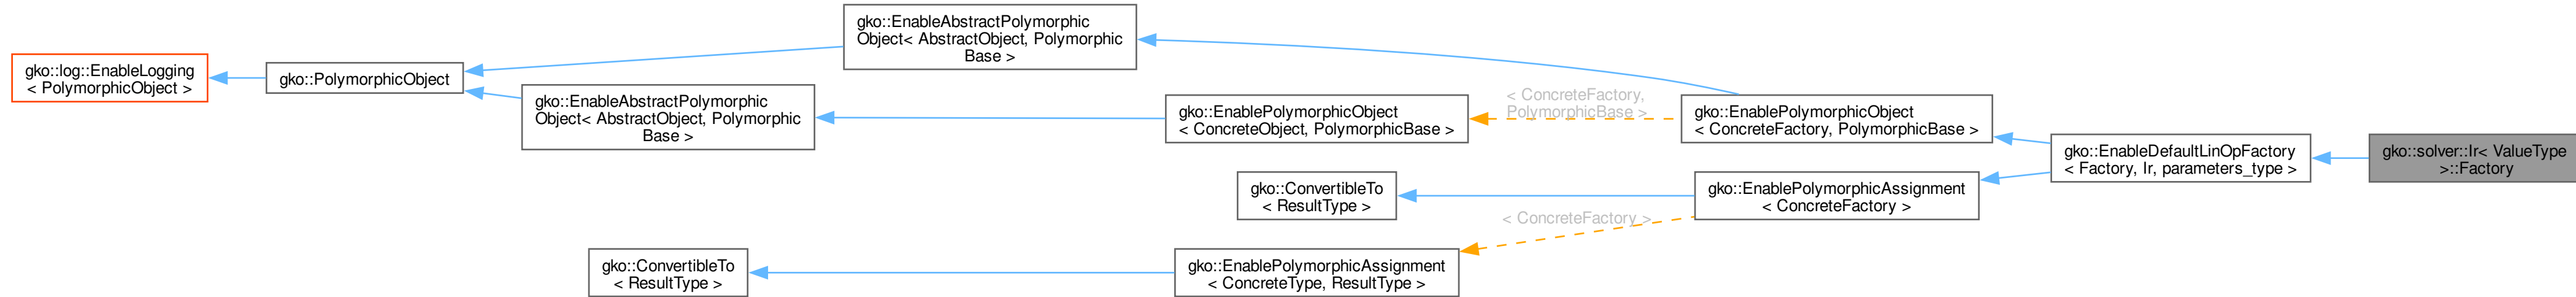 gko::log::EnableLogging
< PolymorphicObject >
gko::PolymorphicObject
gko::EnableAbstractPolymorphic
Object< AbstractObject, Polymorphic
Base >
gko::EnableAbstractPolymorphic
Object< AbstractObject, Polymorphic
Base >
gko::EnablePolymorphicObject
< ConcreteObject, PolymorphicBase >
< ConcreteFactory,
PolymorphicBase >
gko::EnablePolymorphicObject
< ConcreteFactory, PolymorphicBase >
gko::EnableDefaultLinOpFactory
< Factory, Ir, parameters_type >
gko::solver::Ir< ValueType
>::Factory
gko::ConvertibleTo
< ResultType >
gko::EnablePolymorphicAssignment
< ConcreteFactory >
< ConcreteFactory >
gko::ConvertibleTo
< ResultType >
gko::EnablePolymorphicAssignment
< ConcreteType, ResultType >